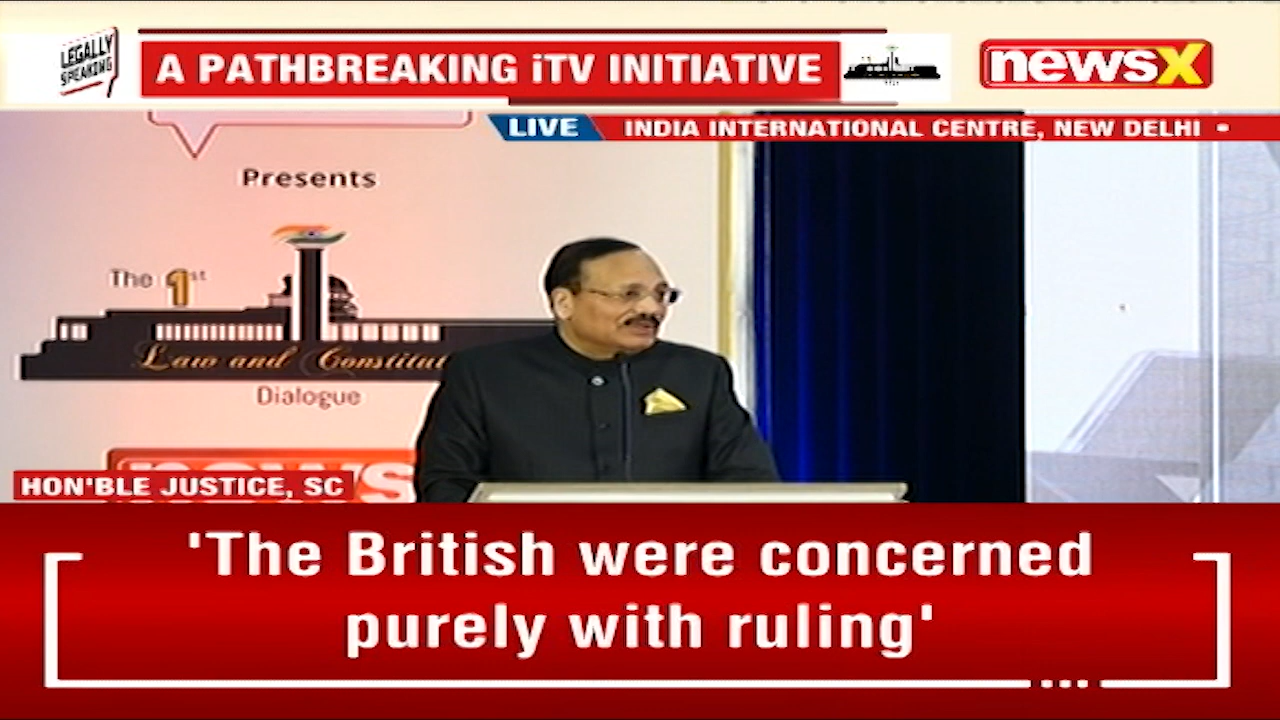 LEGALLY
SPEAKING
A PATHBREAKING iTV INITIATIVE
newsX
LIVE
INDIA INTERNATIONAL CENTRE, NEW DELHI
Presents
The 1st
Law and Constitut
Dialogue
news
HON'BLE JUSTICE, SC
'The British were concerned
purely with ruling'